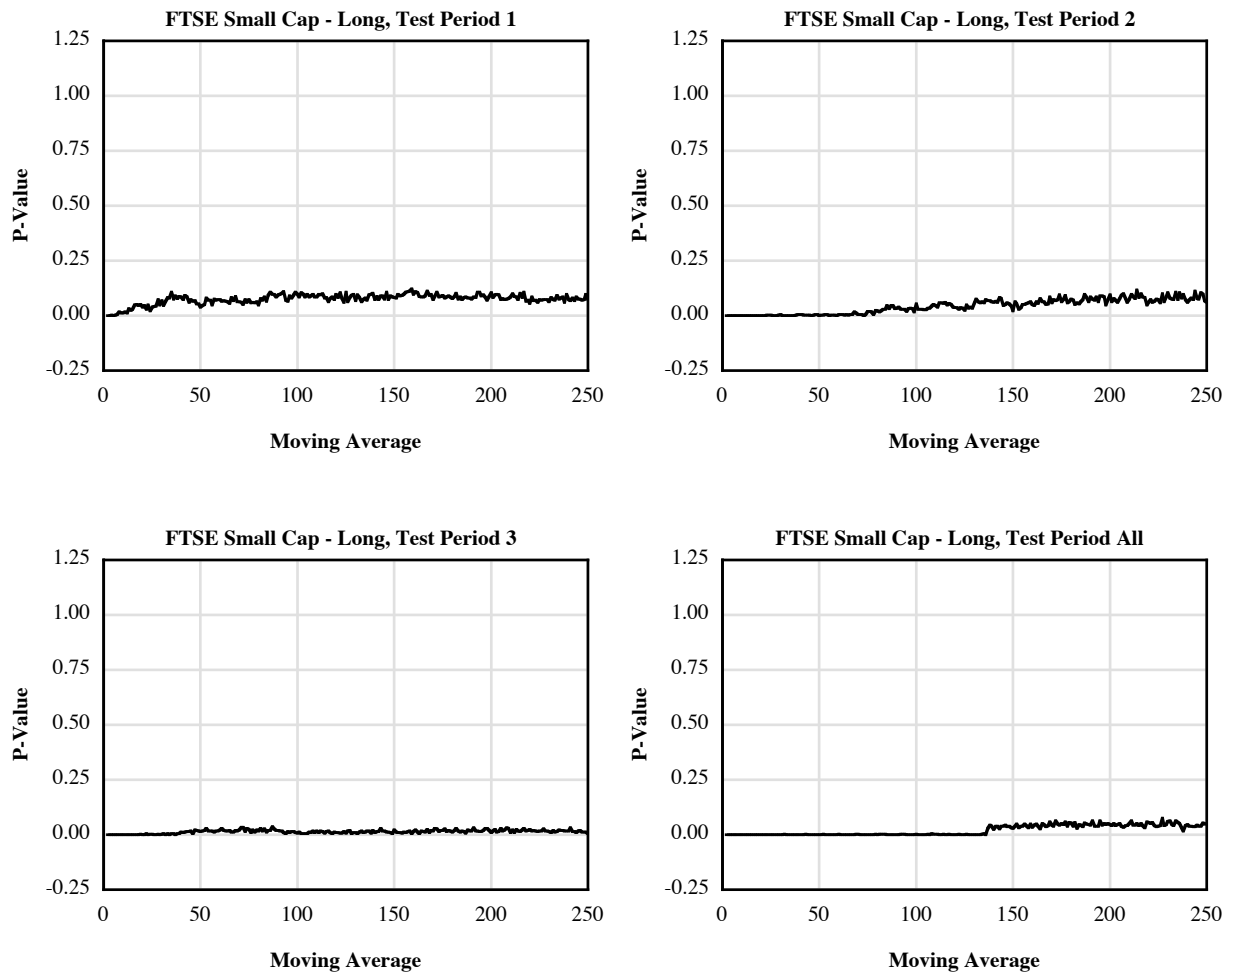 FTSE Small Cap - Long, Test Period 1
1.25
1.00
0.75
0.50
0.25
0.00
-0.25
P-Value
0 50 100 150 200 250
Moving Average
FTSE Small Cap - Long, Test Period 2
1.25
1.00
0.75
0.50
0.25
0.00
-0.25
P-Value
0 50 100 150 200 250
Moving Average
FTSE Small Cap - Long, Test Period 3
1.25
1.00
0.75
0.50
0.25
0.00
-0.25
P-Value
0 50 100 150 200 250
Moving Average
FTSE Small Cap - Long, Test Period All
1.25
1.00
0.75
0.50
0.25
0.00
-0.25
P-Value
0 50 100 150 200 250
Moving Average